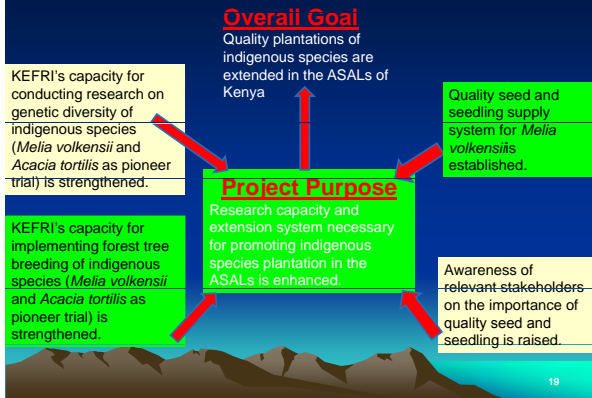 Overall Goal
Quality plantations of
indigenous species are
extended in the ASALs of
Kenya
KEFRI's capacity for
conducting research on
genetic diversity of
indigenous species
(Melia volkensii and
Acacia tortilis as pioneer
trial) is strengthened.
Quality seed and
seedling supply
system for Melia
volkensiiis
established.
Project Purpose
Research capacity and
extension system necessary
for promoting indigenous
species plantation in the
ASALs is enhanced.
KEFRI's capacity for
implementing forest tree
breeding of indigenous
species (Melia volkensii
and Acacia tortilis as
pioneer trial) is
strengthened.
Awareness of
relevant stakeholders
on the importance of
quality seed and
seedling is raised.
19